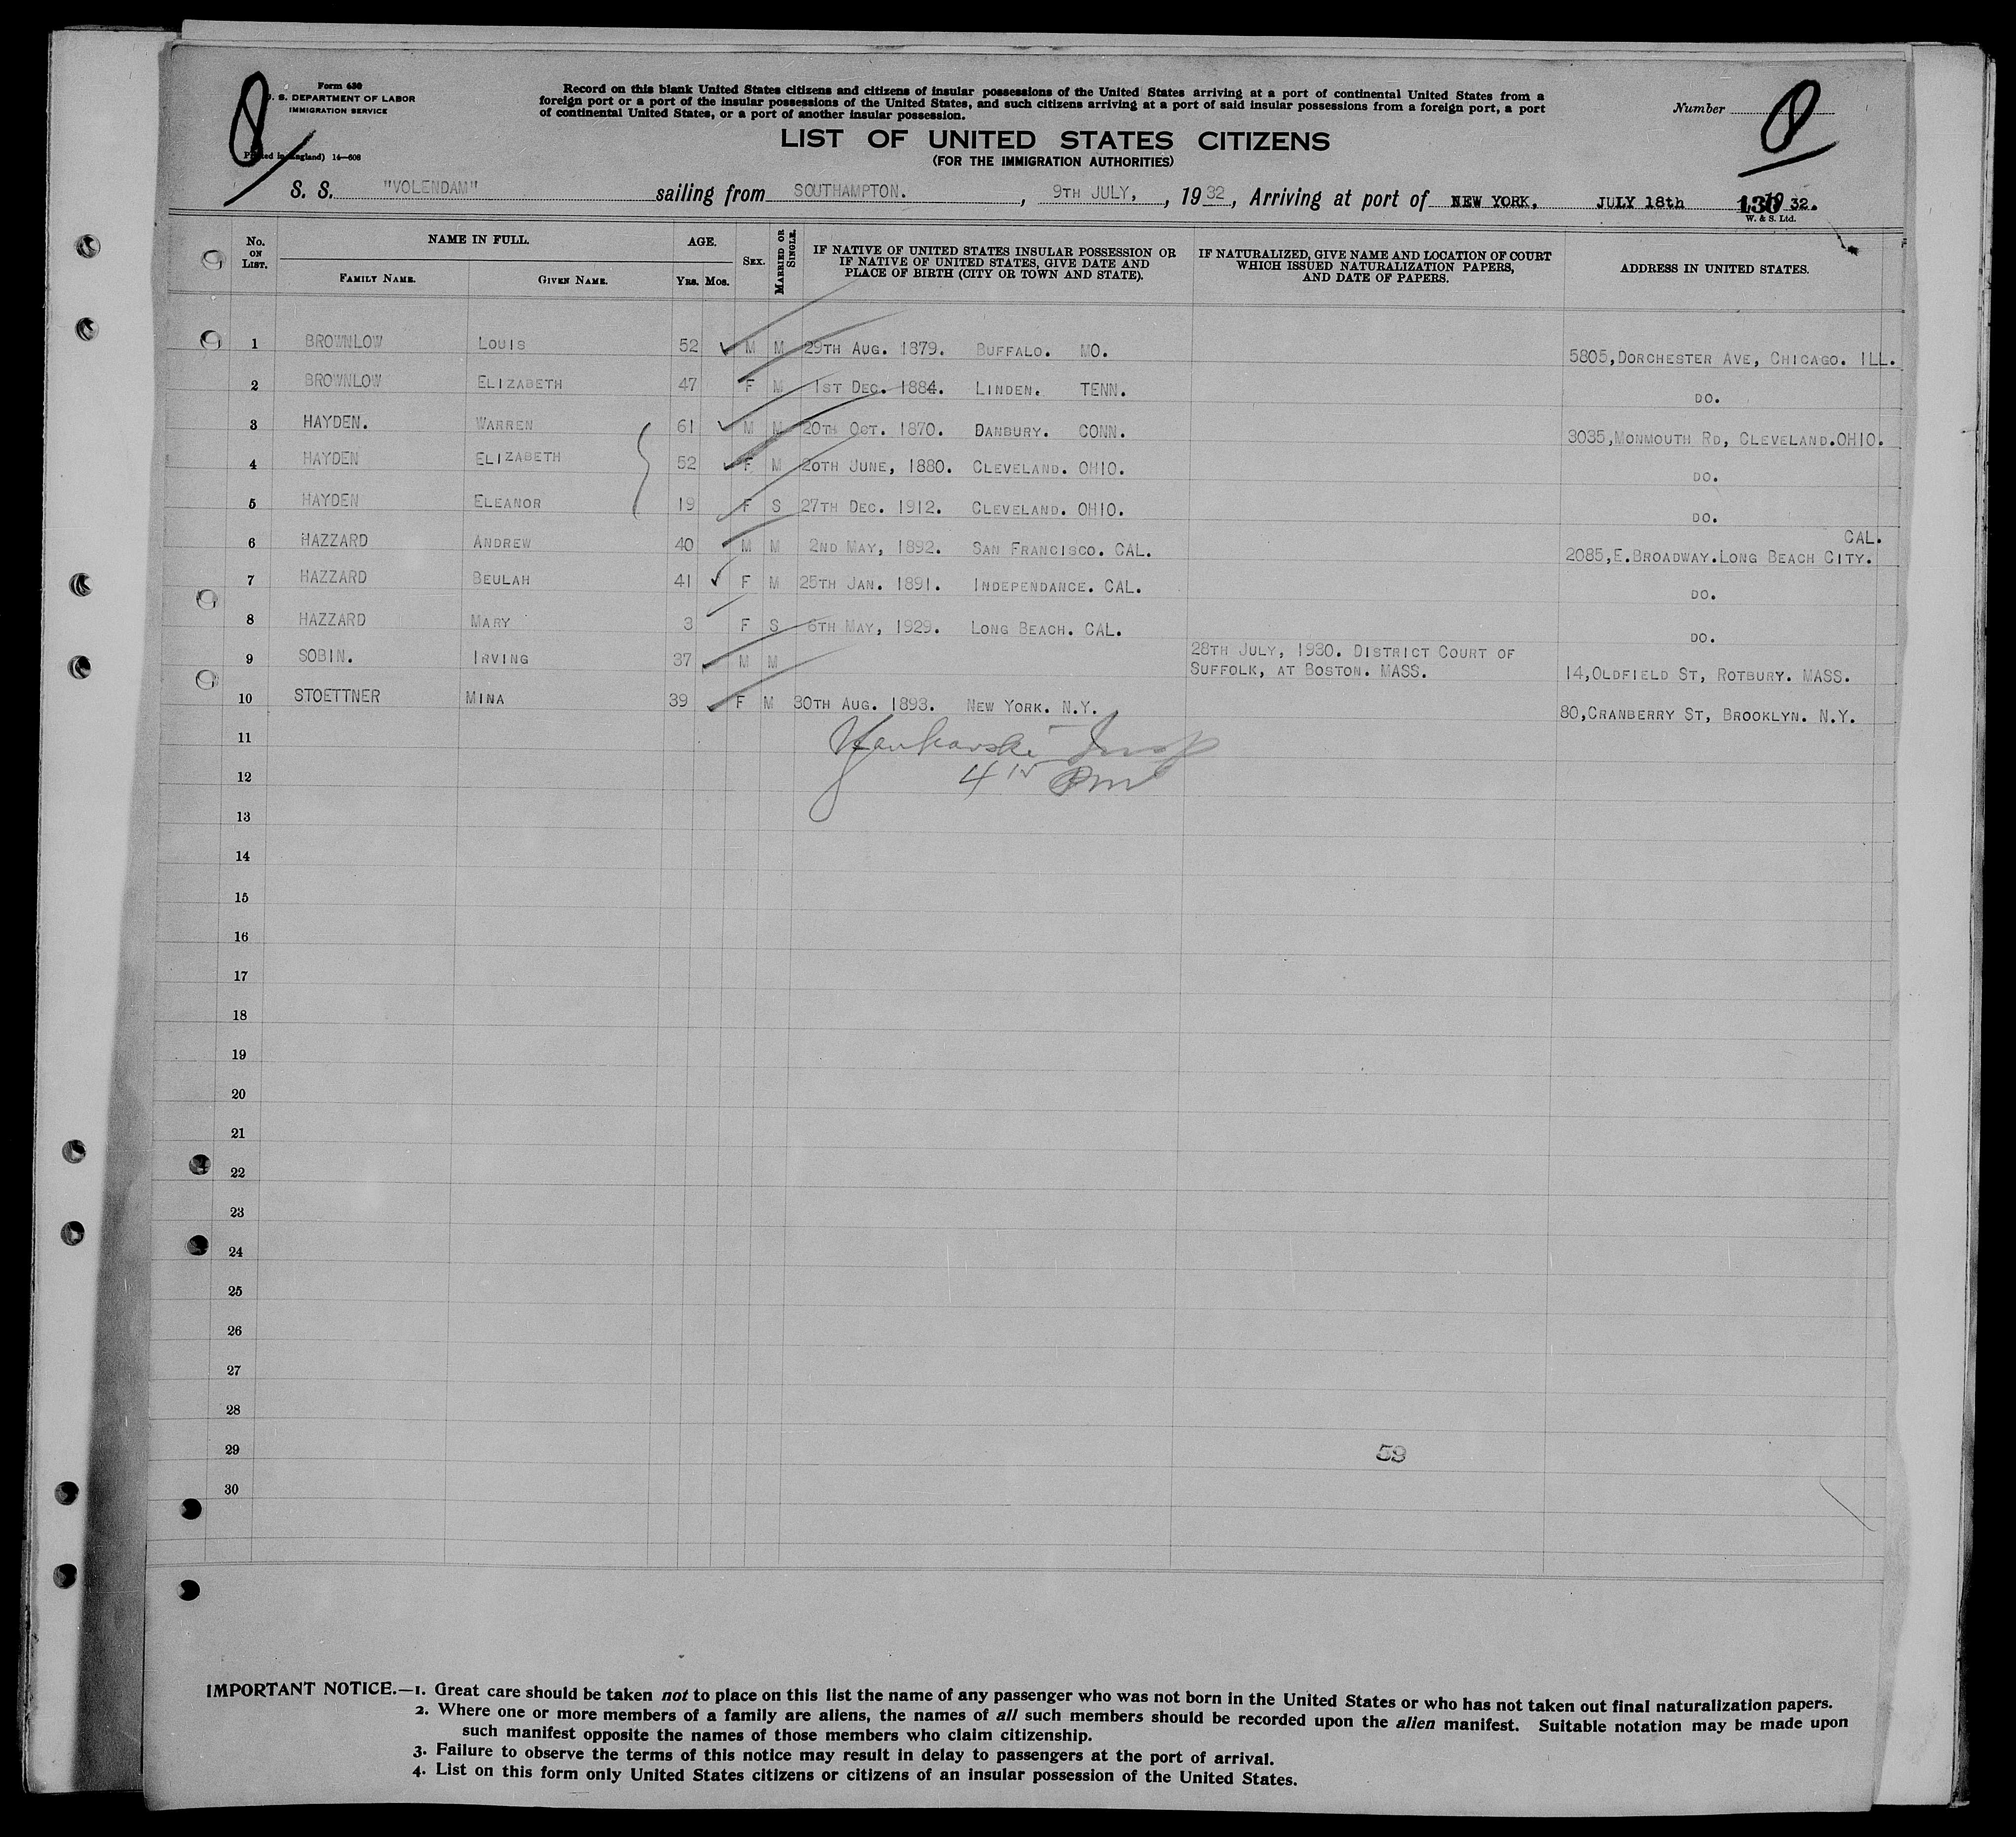 Form 630
U. S. DEPARTMENT OF LABOR
IMMIGRATION SERVICE
(Printed in England) 14—608
8
Record on this blank United States citizens and citizens of insular possessions of the United States arriving at a port of continental United States from a
foreign port or a port of the insular possessions of the United States, and such citizens arriving at a port of said insular possessions from a foreign port, a port
of continental United States, or a port of another insular possession.
Number 8
LIST OF UNITED STATES CITIZENS
(FOR THE IMMIGRATION AUTHORITIES)
S. S. "VOLENDAM" sailing from SOUTHAMPTON. , 9TH JULY, , 1932, Arriving at port of NEW YORK, JULY 18th 1932.
130
W. & S. Ltd.
No. ON LIST. NAME IN FULL. AGE. SEX. MARRIED OR SINGLE. IF NATIVE OF UNITED STATES INSULAR POSSESSION OR IF NATIVE OF UNITED STATES, GIVE DATE AND PLACE OF BIRTH (CITY OR TOWN AND STATE). IF NATURALIZED, GIVE NAME AND LOCATION OF COURT WHICH ISSUED NATURALIZATION PAPERS, AND DATE OF PAPERS. ADDRESS IN UNITED STATES.
FAMILY NAME. GIVEN NAME. YRS. MOS.
1 BROWNLOW LOUIS 52 M M 29TH AUG. 1879. BUFFALO. MO. 5805,DORCHESTER AVE, CHICAGO. ILL.
2 BROWNLOW ELIZABETH 47 F M 1ST DEC. 1884. LINDEN. TENN. DO.
3 HAYDEN. WARREN 61 M M 20TH OCT. 1870. DANBURY. CONN. 3035,MONMOUTH RD, CLEVELAND.OHIO.
4 HAYDEN ELIZABETH 52 F M 20TH JUNE, 1880. CLEVELAND. OHIO. DO.
5 HAYDEN ELEANOR 19 F S 27TH DEC. 1912. CLEVELAND. OHIO. DO.
CAL.
6 HAZZARD ANDREW 40 M M 2ND MAY, 1892. SAN FRANCISCO. CAL. 2085,E.BROADWAY.LONG BEACH CITY.
7 HAZZARD BEULAH 41 F M 25TH JAN. 1891. INDEPENDANCE. CAL. DO.
8 HAZZARD MARY 3 F S 6TH MAY, 1929. LONG BEACH. CAL. DO.
9 SOBIN. IRVING 37 M M 28TH JULY, 1930. DISTRICT COURT OF
SUFFOLK, AT BOSTON. MASS. 14,OLDFIELD ST, ROTBURY. MASS.
10 STOETTNER MINA 39 F M 30TH AUG. 1893. NEW YORK. N.Y. 80,CRANBERRY ST, BROOKLYN. N.Y.
11 Insp
12 4 PM
13
14
15
16
17
18
19
20
21
22
23
24
25
26
27
28
29 59
30
IMPORTANT NOTICE.—1. Great care should be taken not to place on this list the name of any passenger who was not born in the United States or who has not taken out final naturalization papers.
2. Where one or more members of a family are aliens, the names of all such members should be recorded upon the alien manifest. Suitable notation may be made upon
such manifest opposite the names of those members who claim citizenship.
3. Failure to observe the terms of this notice may result in delay to passengers at the port of arrival.
4. List on this form only United States citizens or citizens of an insular possession of the United States.